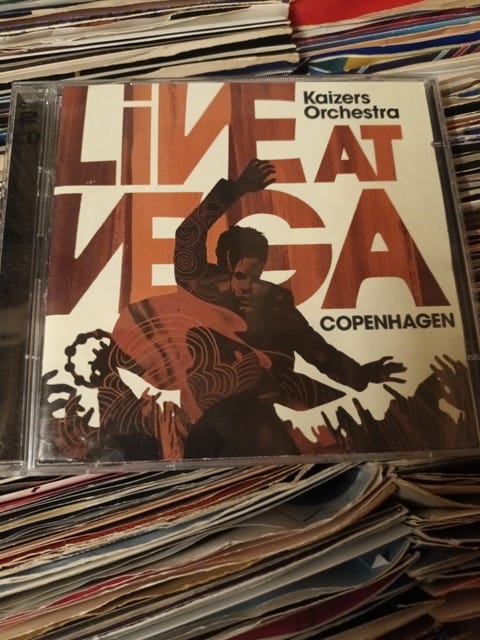 Kaizers
Orchestra
LiVE AT
VEGA
COPENHAGEN